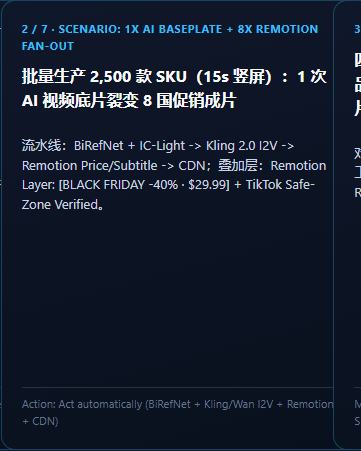 2 / 7 · SCENARIO: 1X AI BASEPLATE + 8X REMOTION
FAN-OUT
批量生产 2,500 款 SKU（15s 竖屏）：1 次
AI 视频底片裂变 8 国促销成片
流水线：BiRefNet + IC-Light -> Kling 2.0 I2V ->
Remotion Price/Subtitle -> CDN；叠加层：Remotion
Layer: [BLACK FRIDAY -40% · $29.99] + TikTok Safe-
Zone Verified。
Action: Act automatically (BiRefNet + Kling/Wan I2V + Remotion
+ CDN)